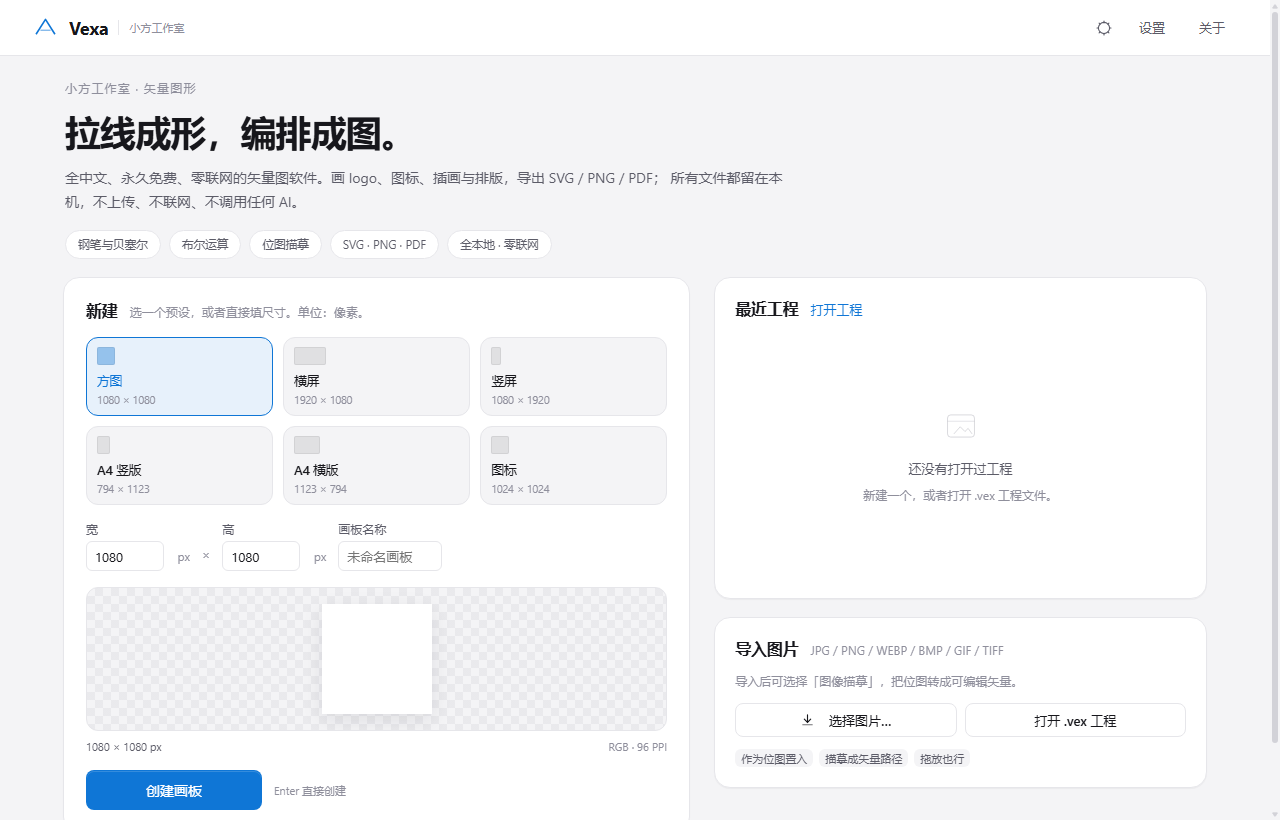 Vexa
小方工作室
设置
关于
小方工作室 · 矢量图形
拉线成形，编排成图。
全中文、永久免费、零联网的矢量图软件。画 logo、图标、插画与排版，导出 SVG / PNG / PDF； 所有文件都留在本
机，不上传、不联网、不调用任何 AI。
钢笔与贝塞尔
布尔运算
位图描摹
SVG · PNG · PDF
全本地 · 零联网
新建 选一个预设，或者直接填尺寸。单位：像素。
方图
1080 × 1080
横屏
1920 × 1080
竖屏
1080 × 1920
A4 竖版
794 × 1123
A4 横版
1123 × 794
图标
1024 × 1024
宽
1080
px
×
高
1080
px
画板名称
未命名画板
1080 × 1080 px
RGB · 96 PPI
创建画板
Enter 直接创建
最近工程 打开工程
还没有打开过工程
新建一个，或者打开 .vex 工程文件。
导入图片 JPG / PNG / WEBP / BMP / GIF / TIFF
导入后可选择「图像描摹」，把位图转成可编辑矢量。
选择图片...
打开 .vex 工程
作为位图置入
描摹成矢量路径
拖放也行